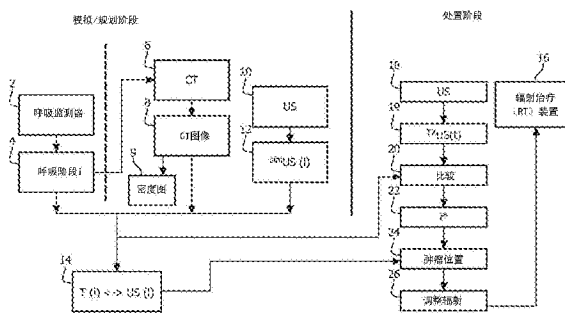 模拟/规划阶段
处置阶段
2
呼吸监测器
4
呼吸阶段 i
6
CT
8
CT图像
9
密度图
10
US
12
US (i)
14
T (i) <-> US (i)
18
US
19
US(t)
20
比较
22
24
肿瘤位置
26
调整辐射
16
辐射治疗
(RT) 装置